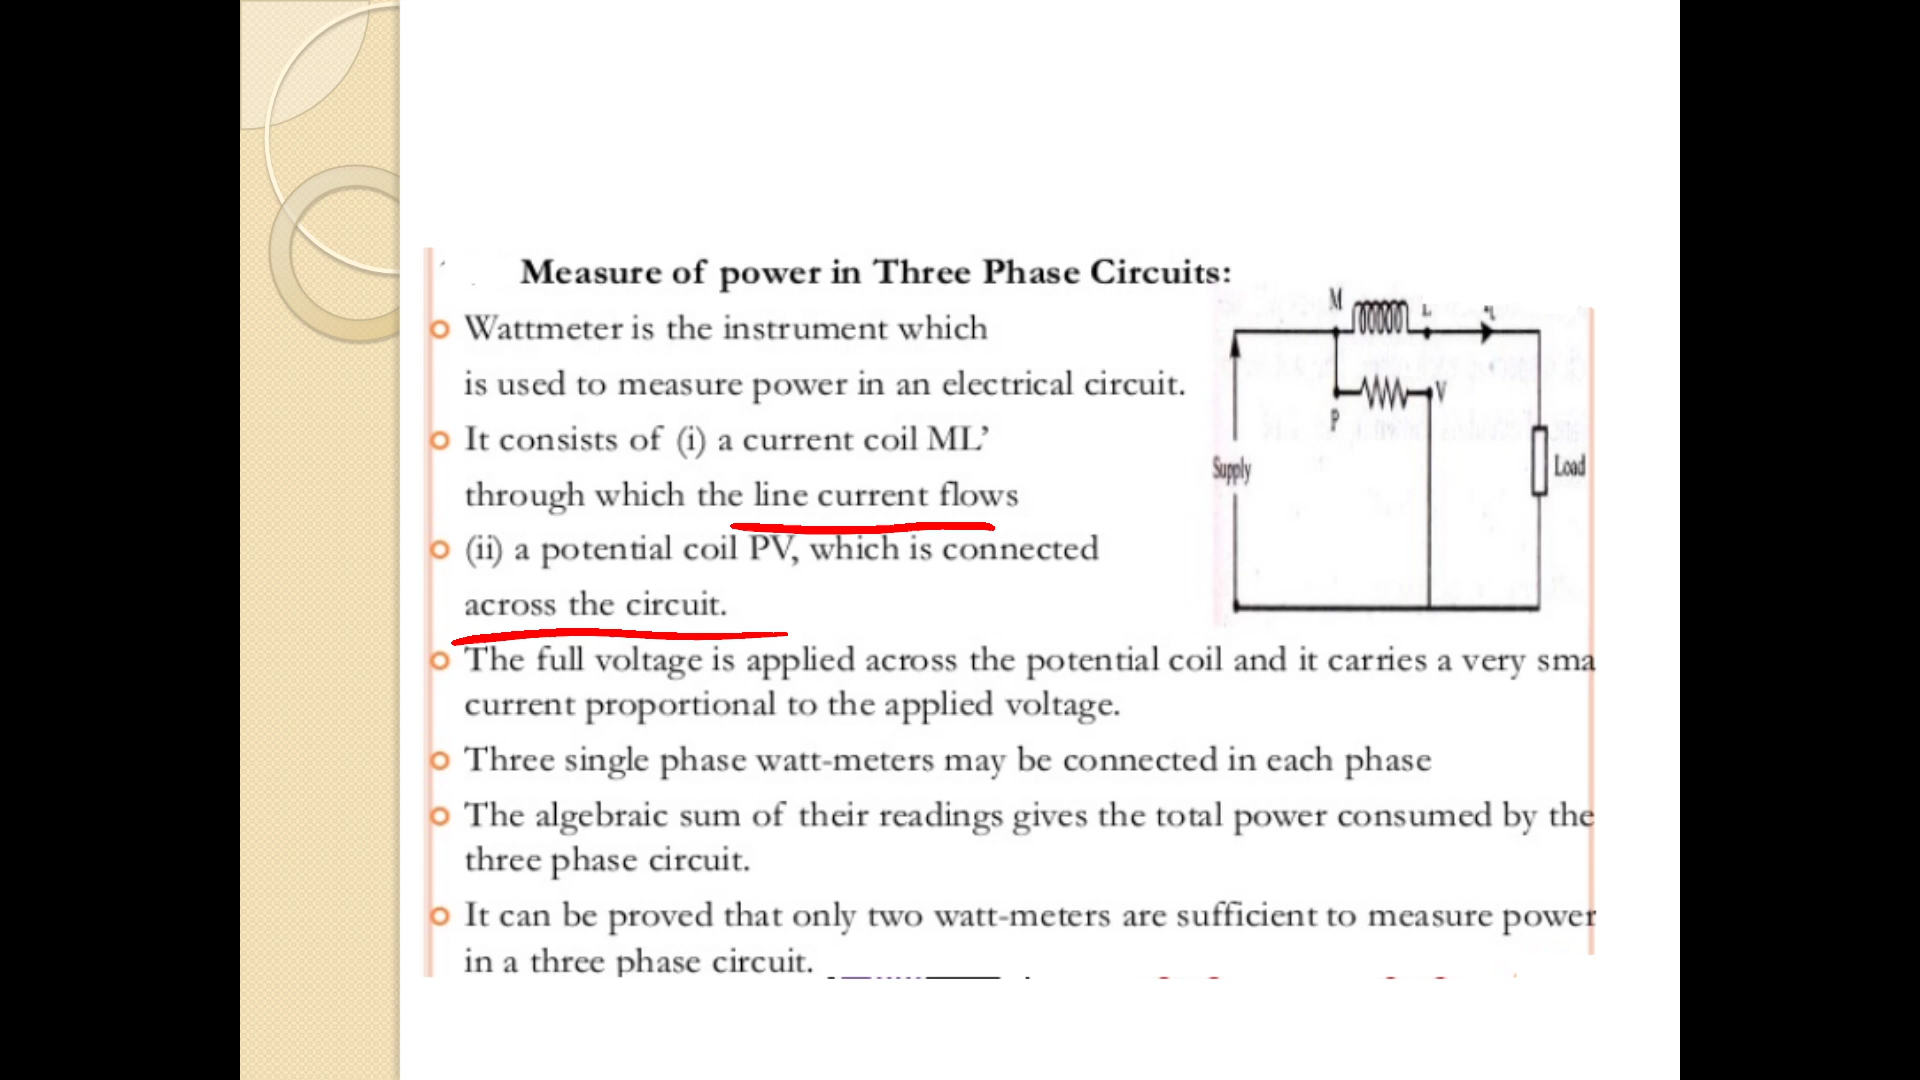 Measure of power in Three Phase Circuits:
Wattmeter is the instrument which
is used to measure power in an electrical circuit.
It consists of (i) a current coil ML’
through which the line current flows
(ii) a potential coil PV, which is connected
across the circuit.
The full voltage is applied across the potential coil and it carries a very sma
current proportional to the applied voltage.
Three single phase watt-meters may be connected in each phase
The algebraic sum of their readings gives the total power consumed by the
three phase circuit.
It can be proved that only two watt-meters are sufficient to measure power
in a three phase circuit.
M
V
P
Supply
Load